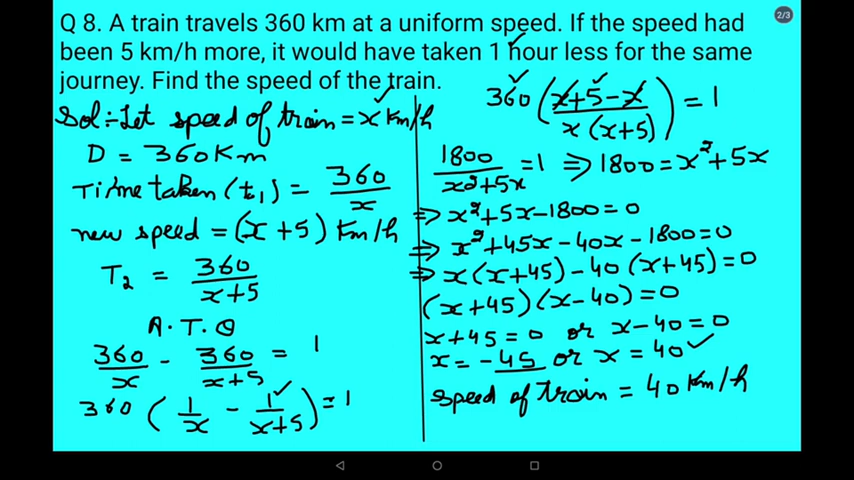 Q 8. A train travels 360 km at a uniform speed. If the speed had
been 5 km/h more, it would have taken 1 hour less for the same
journey. Find the speed of the train.
2/3
Sol:- Let speed of train = x Km/h
D = 360 Km
Time taken (t₁) = 360/x
new speed = (x+5) Km/h
T₂ = 360/(x+5)
A.T.Q
360/x - 360/(x+5) = 1
360 (1/x - 1/(x+5)) = 1
360 ((x+5-x)/(x(x+5))) = 1
1800/(x²+5x) = 1 ⇒ 1800 = x²+5x
⇒ x²+5x-1800=0
⇒ x²+45x-40x-1800=0
⇒ x(x+45)-40(x+45)=0
(x+45)(x-40)=0
x+45=0 or x-40=0
x=-45 or x=40
speed of train = 40 Km/h